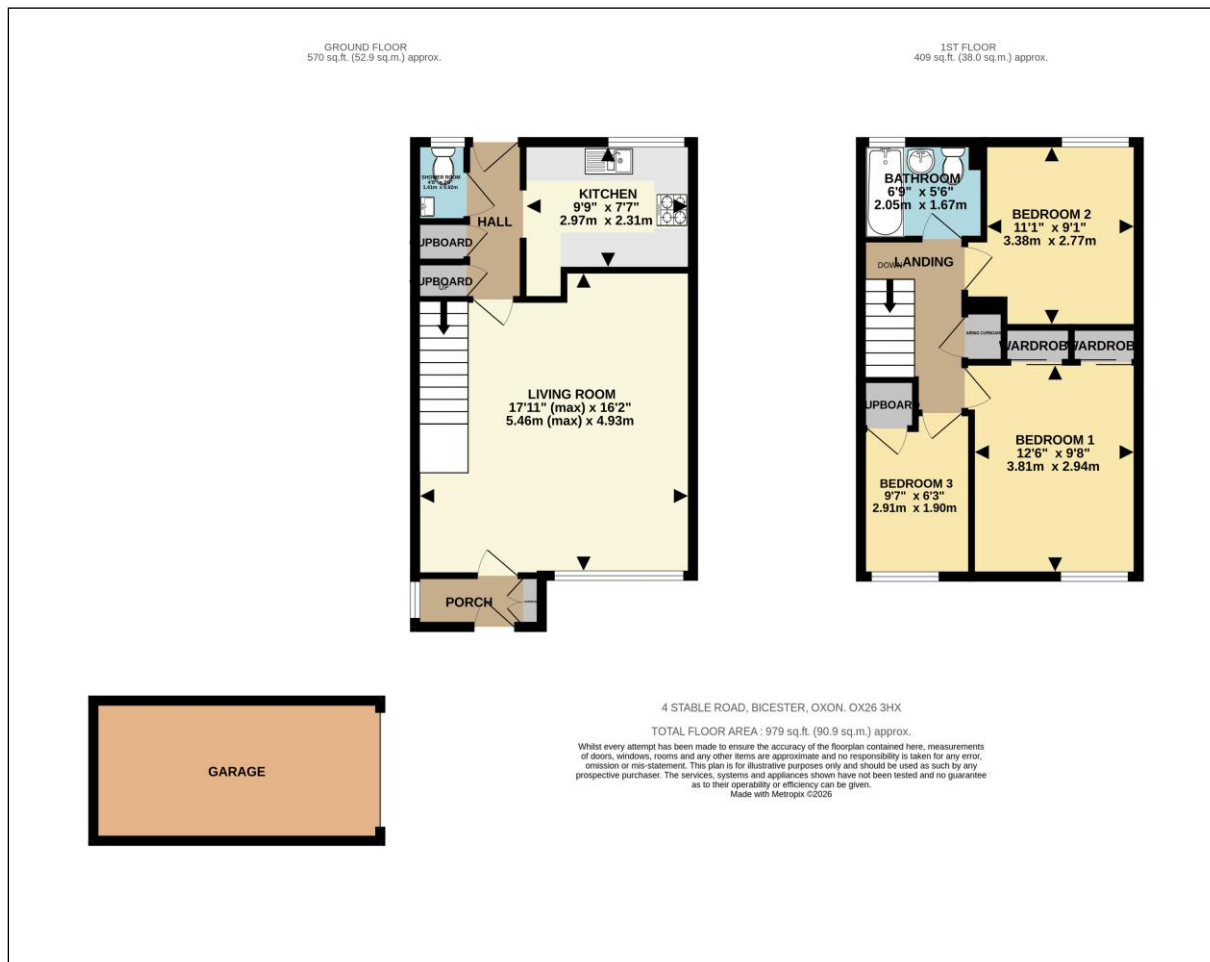 GROUND FLOOR
570 sq.ft. (52.9 sq.m.) approx.
1ST FLOOR
409 sq.ft. (38.0 sq.m.) approx.
SHOWER ROOM
1.41m x 0.92m
KITCHEN
9'9" x 7'7"
2.97m x 2.31m
HALL
UPBOARD
UPBOARD
UP
LIVING ROOM
17'11" (max) x 16'2"
5.46m (max) x 4.93m
PORCH
BATHROOM
6'9" x 5'6"
2.05m x 1.67m
BEDROOM 2
11'1" x 9'1"
3.38m x 2.77m
LANDING
DOWN
AIRING CUPBOARD
WARDROBE
WARDROBE
UPBOARD
BEDROOM 1
12'6" x 9'8"
3.81m x 2.94m
BEDROOM 3
9'7" x 6'3"
2.91m x 1.90m
GARAGE
4 STABLE ROAD, BICESTER, OXON. OX26 3HX
TOTAL FLOOR AREA : 979 sq.ft. (90.9 sq.m.) approx.
Whilst every attempt has been made to ensure the accuracy of the floorplan contained here, measurements
of doors, windows, rooms and any other items are approximate and no responsibility is taken for any error,
omission or mis-statement. This plan is for illustrative purposes only and should be used as such by any
prospective purchaser. The services, systems and appliances shown have not been tested and no guarantee
as to their operability or efficiency can be given.
Made with Metropix ©2026